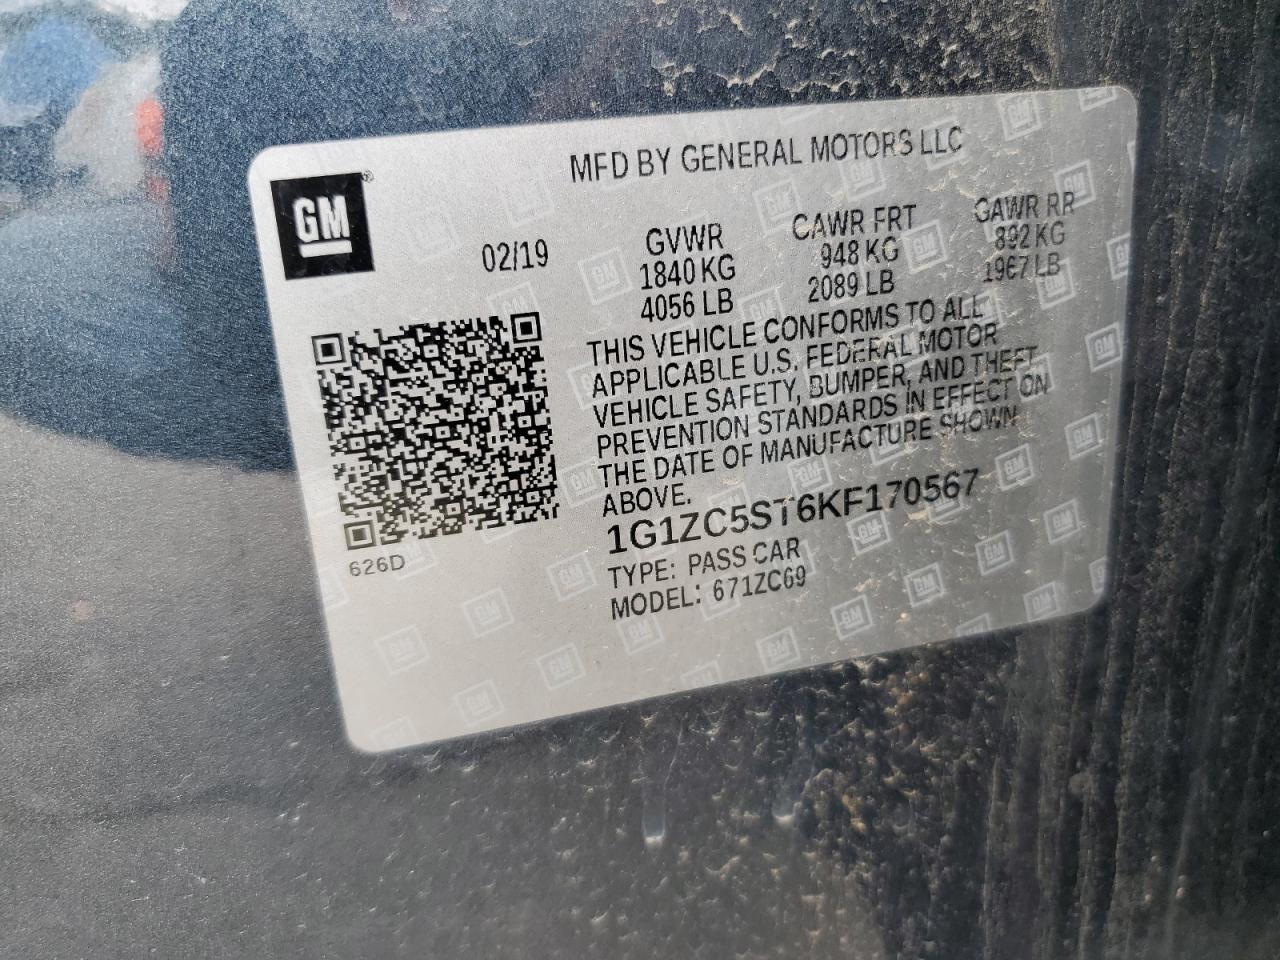 MFD BY GENERAL MOTORS LLC
GM®
02/19
GVWR
1840 KG
4056 LB
GAWR FRT
948 KG
2089 LB
GAWR RR
892 KG
1967 LB
THIS VEHICLE CONFORMS TO ALL
APPLICABLE U.S. FEDERAL MOTOR
VEHICLE SAFETY, BUMPER, AND THEFT
PREVENTION STANDARDS IN EFFECT ON
THE DATE OF MANUFACTURE SHOWN
ABOVE.
1G1ZC5ST6KF170567
TYPE: PASS CAR
MODEL: 671ZC69
626D